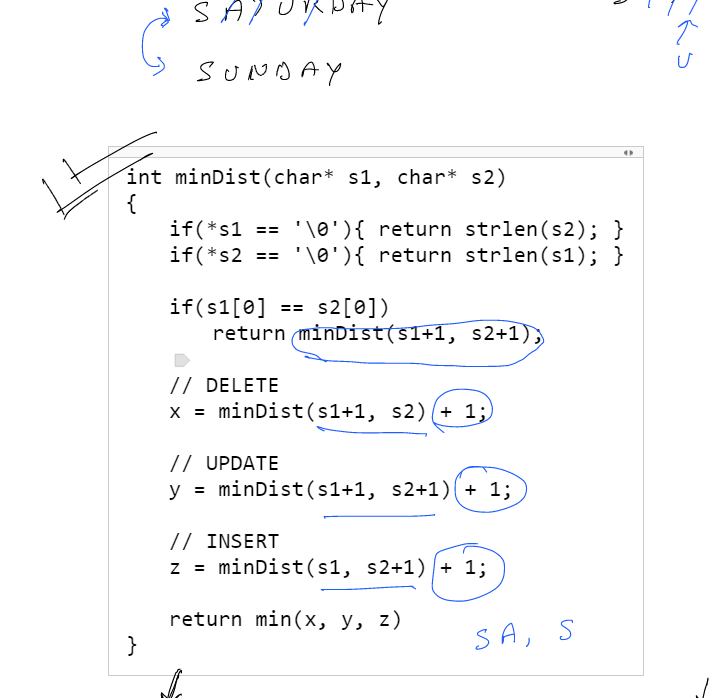 SATURDAY
U
SUNDAY
int minDist(char* s1, char* s2)
{
if(*s1 == '\0'){ return strlen(s2); }
if(*s2 == '\0'){ return strlen(s1); }
if(s1[0] == s2[0])
return minDist(s1+1, s2+1);
// DELETE
x = minDist(s1+1, s2) + 1;
// UPDATE
y = minDist(s1+1, s2+1) + 1;
// INSERT
z = minDist(s1, s2+1) + 1;
return min(x, y, z)
SA, S
}